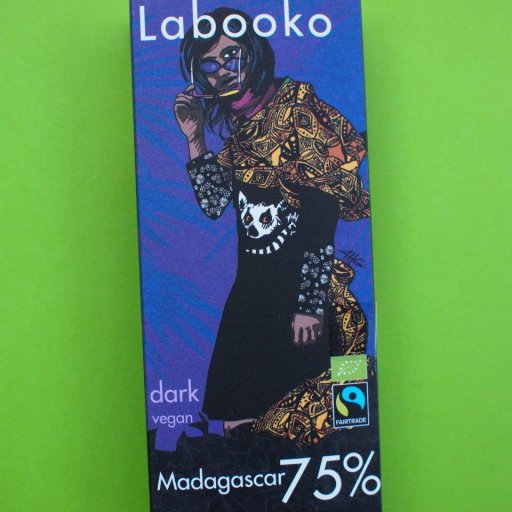 Labooko
dark
vegan
FAIRTRADE
Madagascar 75%